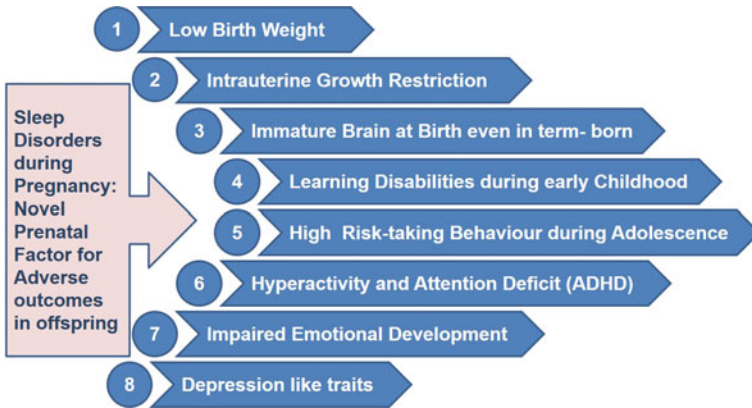 Sleep
Disorders
during
Pregnancy:
Novel
Prenatal
Factor for
Adverse
outcomes
in offspring
1 Low Birth Weight
2 Intrauterine Growth Restriction
3 Immature Brain at Birth even in term- born
4 Learning Disabilities during early Childhood
5 High Risk-taking Behaviour during Adolescence
6 Hyperactivity and Attention Deficit (ADHD)
7 Impaired Emotional Development
8 Depression like traits